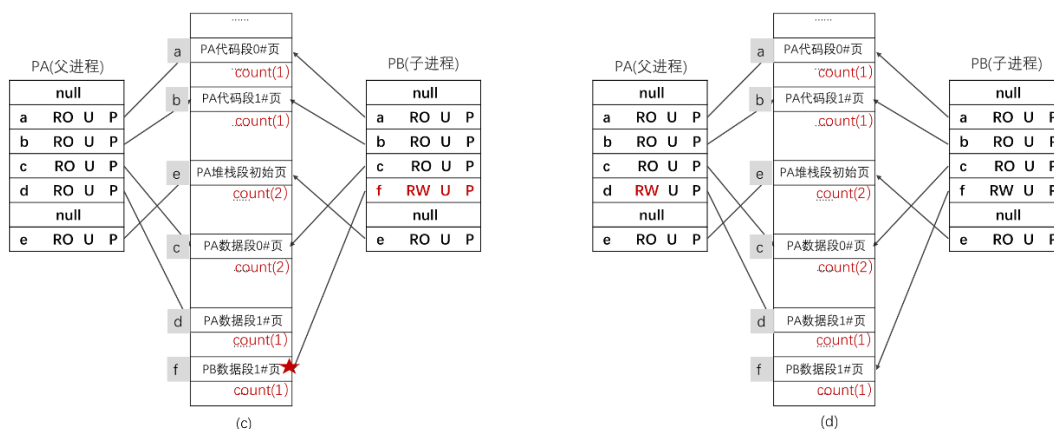 ......
a
PA代码段0#页
count(1)
PA(父进程)
PB(子进程)
null
a RO U P
b RO U P
c RO U P
d RO U P
null
e RO U P
b
PA代码段1#页
......
count(1)
e
PA堆栈段初始页
......
count(2)
c
PA数据段0#页
......
count(2)
d
PA数据段1#页
......
count(1)
f
PB数据段1#页
count(1)
null
a RO U P
b RO U P
c RO U P
f RW U P
null
e RO U P
(c)
......
a
PA代码段0#页
......
count(1)
PA(父进程)
PB(子进程)
null
a RO U P
b RO U P
c RO U P
d RW U P
null
e RO U P
b
PA代码段1#页
......
count(1)
e
PA堆栈段初始页
......
count(2)
c
PA数据段0#页
......
count(2)
d
PA数据段1#页
......
count(1)
f
PB数据段1#页
count(1)
null
a RO U P
b RO U P
c RO U P
f RW U P
null
e RO U P
(d)